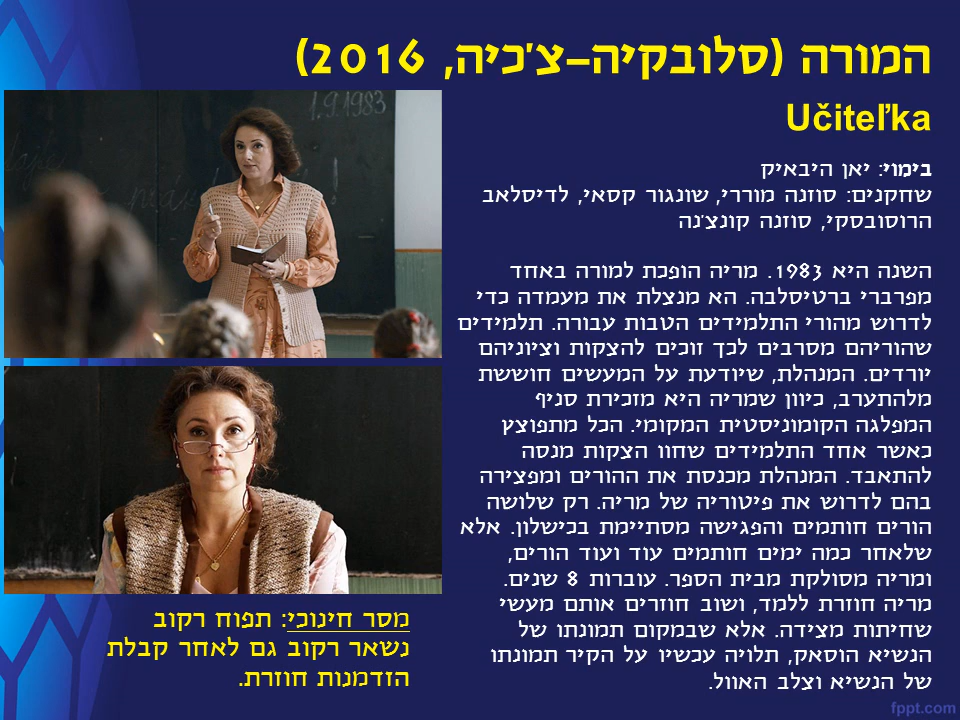 המורה (סלובקיה-צ'כיה, 2016)
Učiteľka
בימוי: יאן היבאיק
שחקנים: סוזנה מוררי, שונגור קסאי, לדיסלאב
הרוסובסקי, סוזנה קונצ'נה
השנה היא 1983. מריה הופכת למורה באחד
מפרברי ברטיסלבה. הא מנצלת את מעמדה כדי
לדרוש מהורי התלמידים הטבות עבורה. תלמידים
שהוריהם מסרבים לכך זוכים להצקות וציוניהם
יורדים. המנהלת, שיודעת על המעשים חוששת
מלהתערב, כיוון שמריה היא מזכירת סניף
המפלגה הקומוניסטית המקומי. הכל מתפוצץ
כאשר אחד התלמידים שחוו הצקות מנסה
להתאבד. המנהלת מכנסת את ההורים ומפצירה
בהם לדרוש את פיטוריה של מריה. רק שלושה
הורים חותמים והפגישה מסתיימת בכישלון. אלא
שלאחר כמה ימים חותמים עוד ועוד הורים,
ומריה מסולקת מבית הספר. עוברות 8 שנים.
מריה חוזרת ללמד, ושוב חוזרים אותם מעשי
שחיתות מצידה. אלא שבמקום תמונתו של
הנשיא הוסאק, תלויה עכשיו על הקיר תמונתו
של הנשיא וצלב האוול.
1.9.1983
מסר חינוכי: תפוח רקוב
נשאר רקוב גם לאחר קבלת
הזדמנות חוזרת.
fppt.com